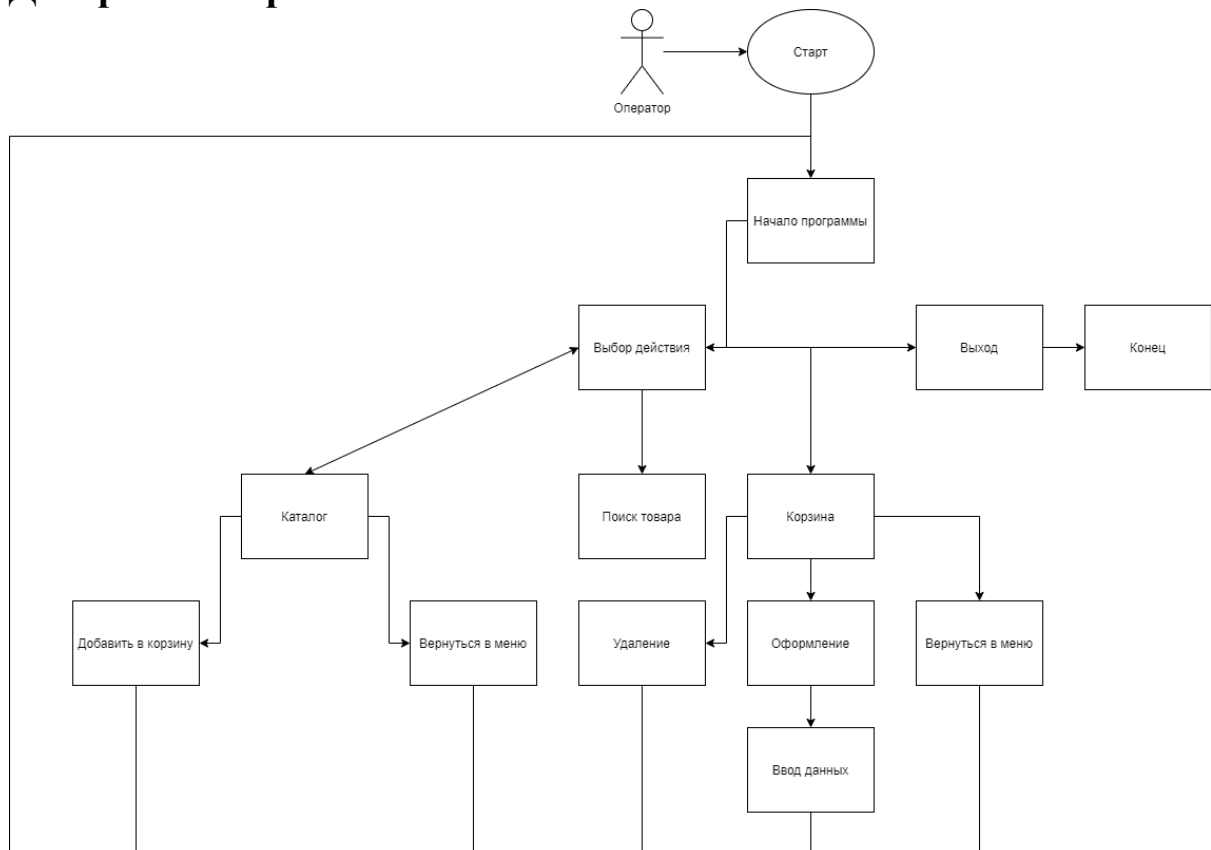 Старт
Оператор
Начало программы
Выбор действия
Выход
Конец
Каталог
Поиск товара
Корзина
Добавить в корзину
Вернуться в меню
Удаление
Оформление
Вернуться в меню
Ввод данных